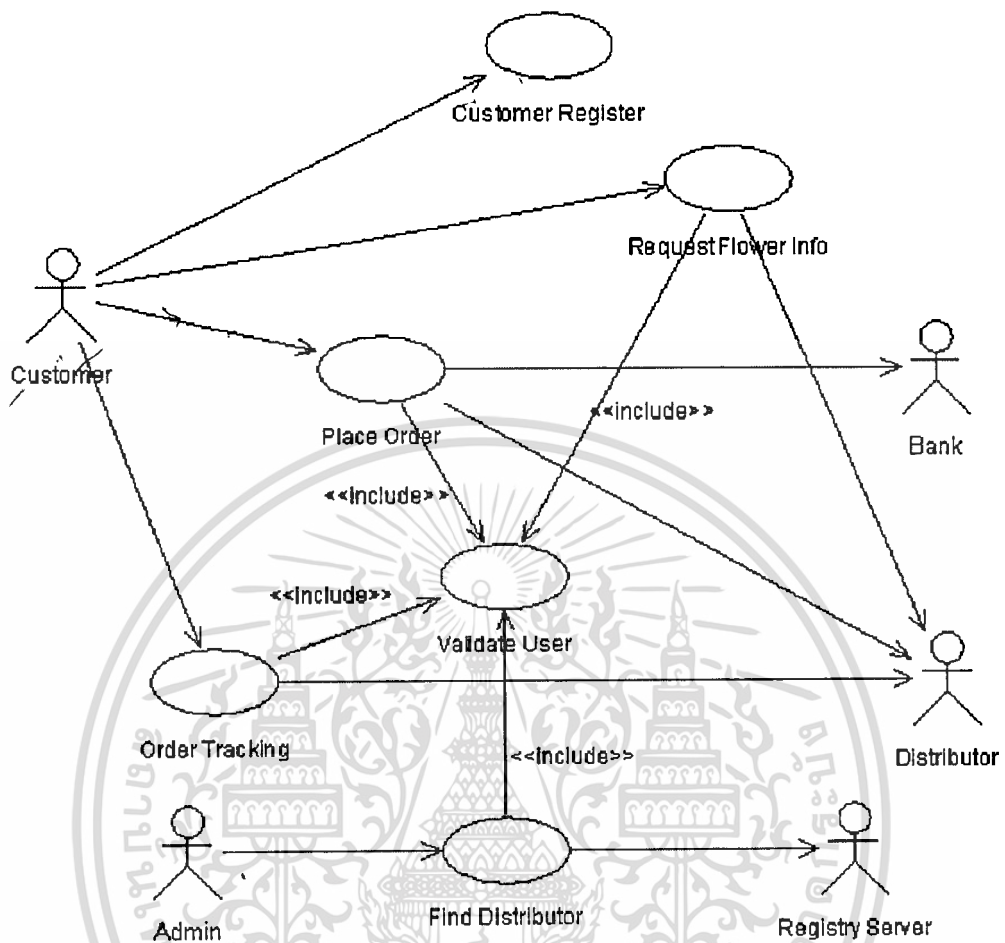 Customer Register
Request Flower Info
Customer
Place Order
Bank
<<include>>
<<include>>
<<include>>
Validate User
Order Tracking
<<include>>
Distributor
Admin
Find Distributor
Registry Server